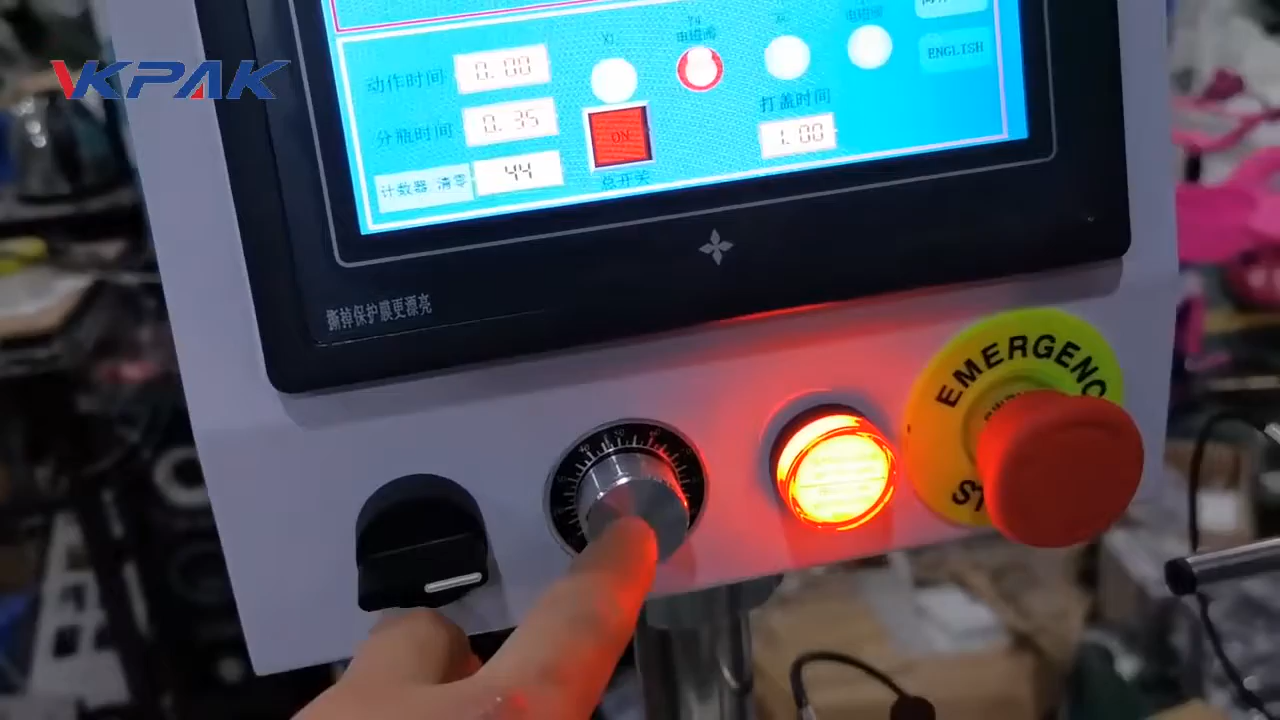 VKPAK
动作时间 0.00
Y4
电磁阀
ENGLISH
分瓶时间 0.35
ON
打盖时间
1.00
计数器 清零 44
总开关
撕掉保护膜更漂亮
EMERGENC
ST